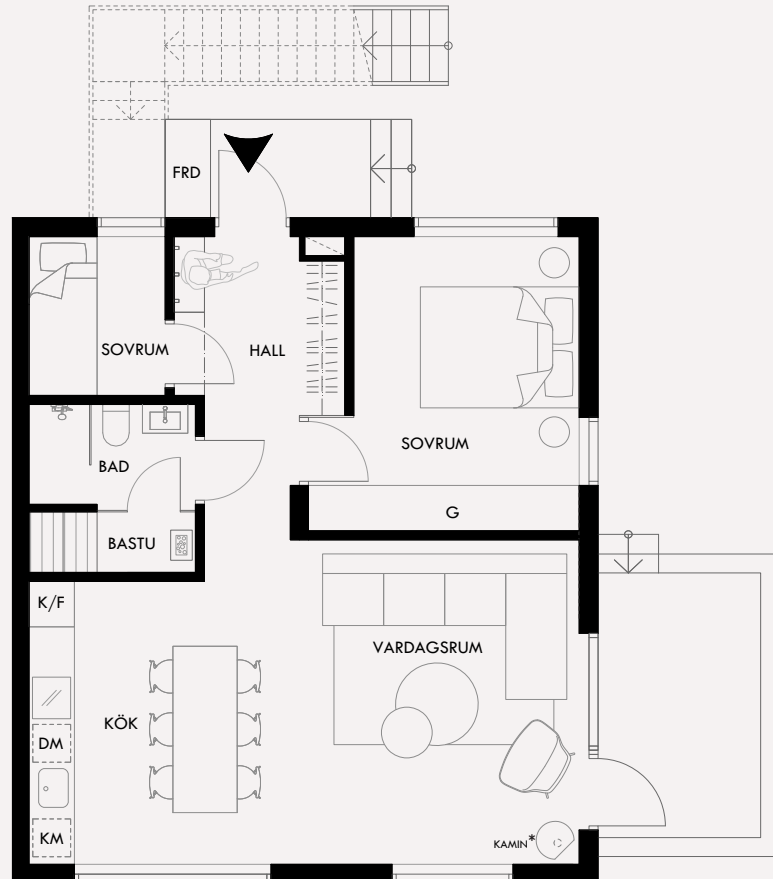 FRD
SOVRUM
HALL
SOVRUM
BAD
G
BASTU
K/F
VARDAGSRUM
KÖK
DM
KM
KAMIN*